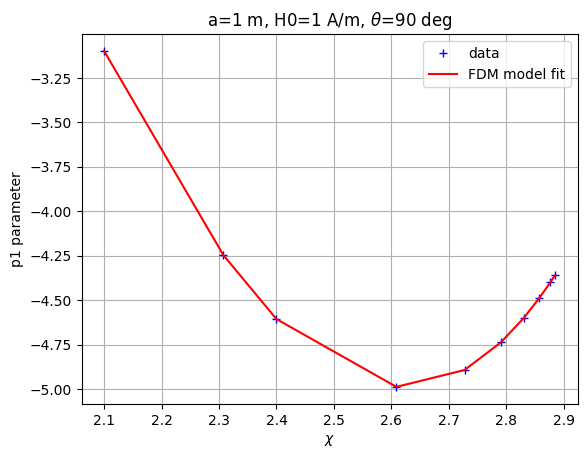 a=1 m, H0=1 A/m, θ=90 deg
data
FDM model fit
p1 parameter
−3.25
−3.50
−3.75
−4.00
−4.25
−4.50
−4.75
−5.00
2.1 2.2 2.3 2.4 2.5 2.6 2.7 2.8 2.9
χ